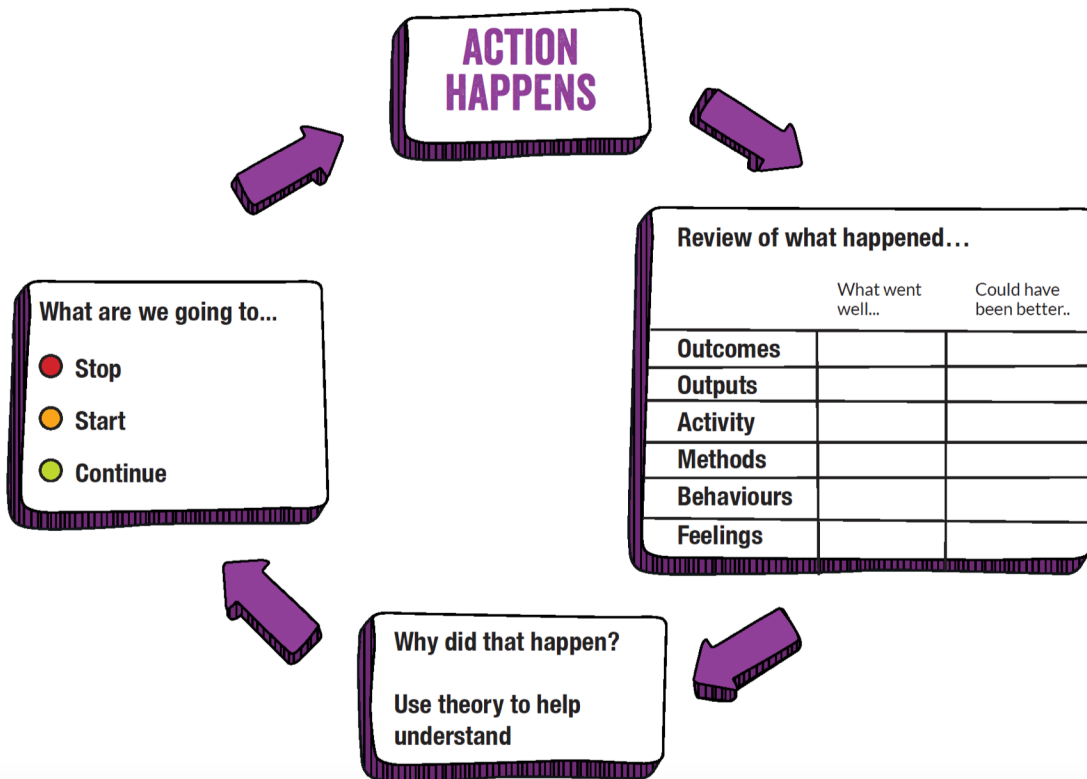 ACTION
HAPPENS
Review of what happened...
What went
well...
Could have
been better..
Outcomes
Outputs
Activity
Methods
Behaviours
Feelings
Why did that happen?
Use theory to help
understand
What are we going to...
Stop
Start
Continue